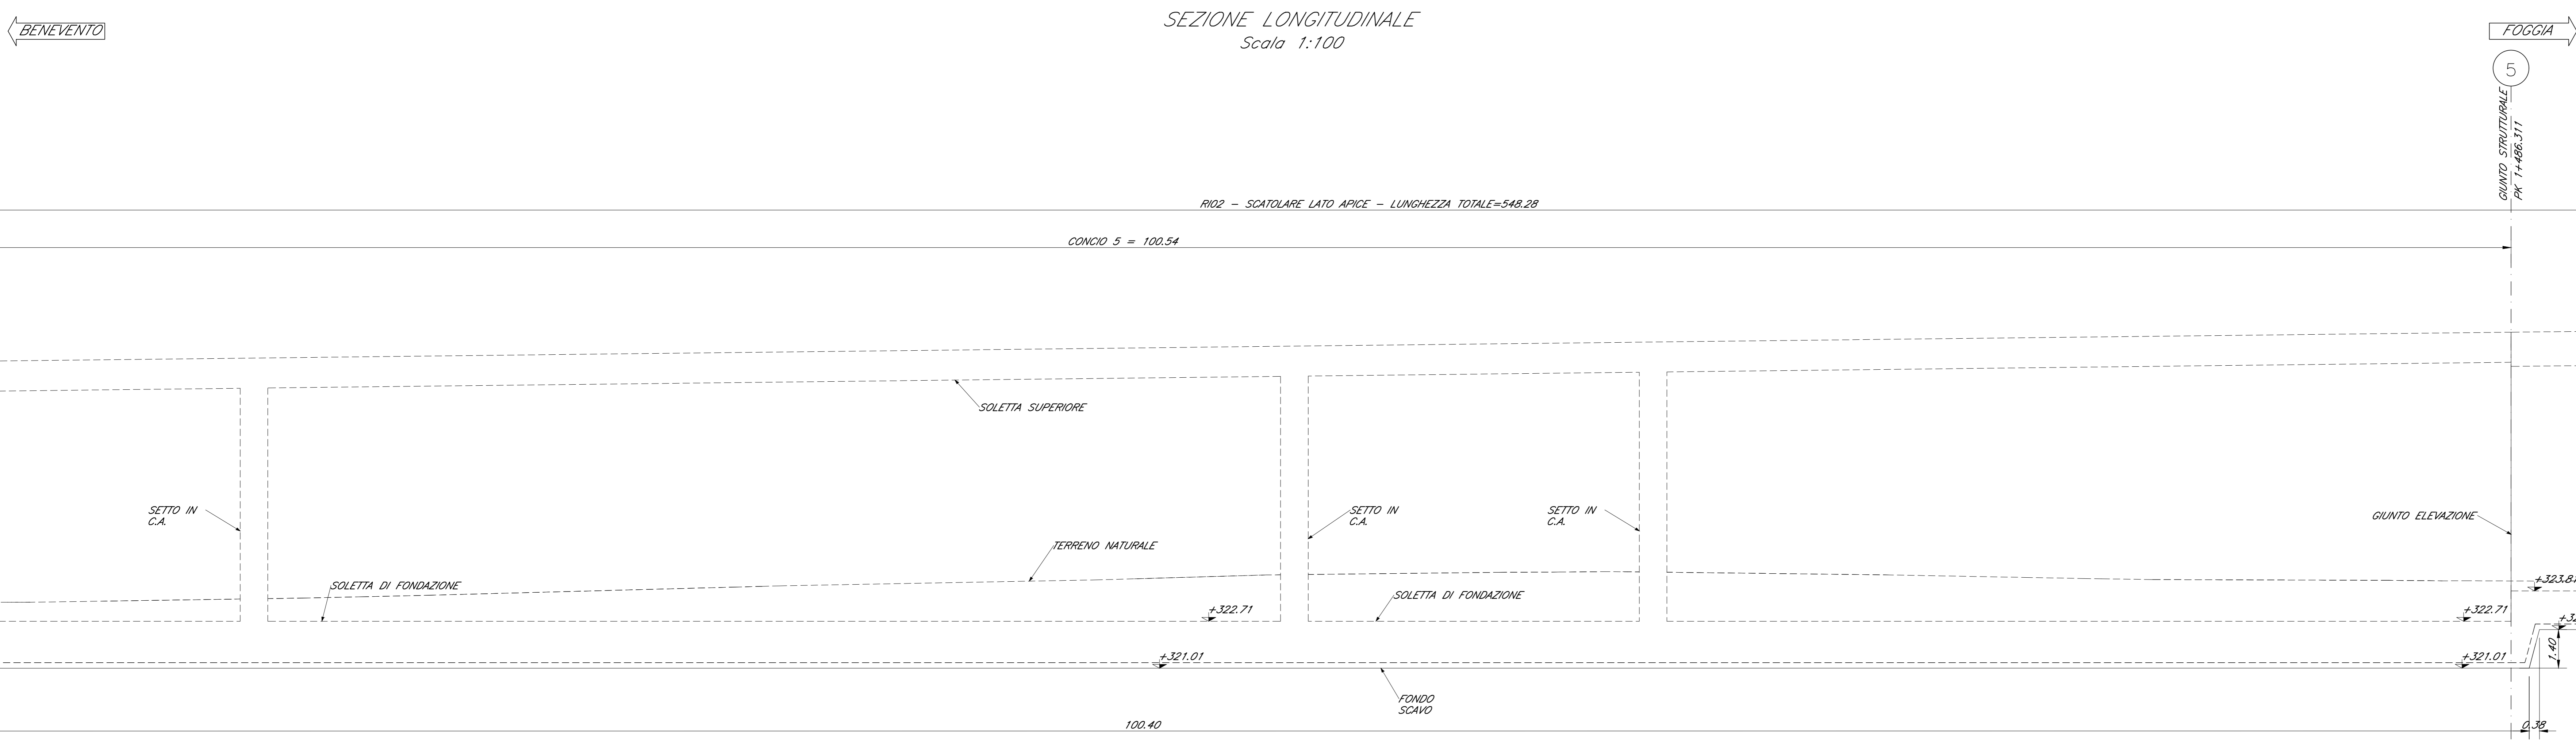 SEZIONE LONGITUDINALE
Scala 1:100
BENEVENTO
FOGGIA
5
GIUNTO STRUTTURALE
PK 1+486.311
RI02 - SCATOLARE LATO APICE - LUNGHEZZA TOTALE=548.28
CONCIO 5 = 100.54
SOLETTA SUPERIORE
SETTO IN
C.A.
SETTO IN
C.A.
SETTO IN
C.A.
GIUNTO ELEVAZIONE
TERRENO NATURALE
SOLETTA DI FONDAZIONE
SOLETTA DI FONDAZIONE
+323.81
+322.71
+322.71
1.40
+321.01
+321.01
FONDO
SCAVO
100.40
0.38